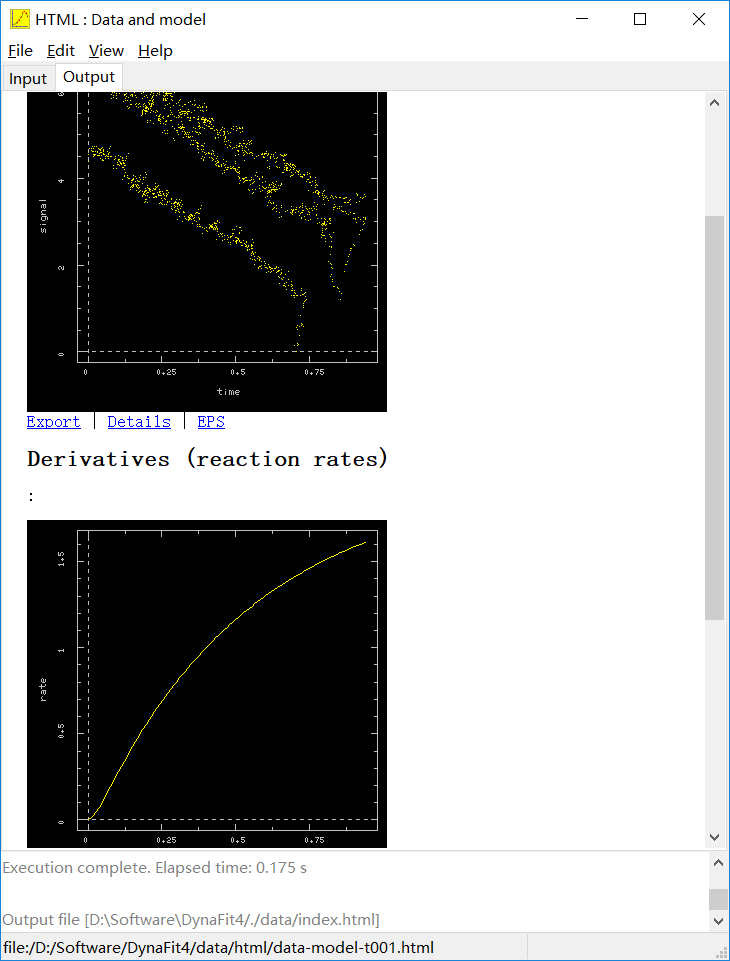 HTML : Data and model
File Edit View Help
Input Output
6
4
2
0
signal
0 0.25 0.5 0.75
time
Export | Details | EPS
Derivatives (reaction rates)
:
1.5
1
0.5
0
rate
0 0.25 0.5 0.75
Execution complete. Elapsed time: 0.175 s
Output file [D:\Software\DynaFit4/./data/index.html]
file:/D:/Software/DynaFit4/data/html/data-model-t001.html